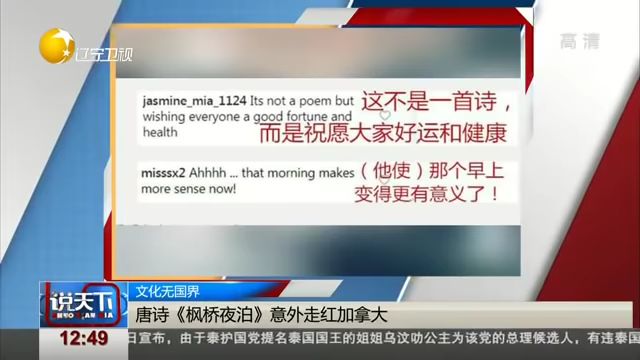 辽宁卫视
高清
jasmine_mia_1124 Its not a poem but
wishing everyone a good fortune and
health
这不是一首诗，
而是祝愿大家好运和健康
misssx2 Ahhhh ... that morning makes
more sense now!
（他使）那个早上
变得更有意义了！
文化无国界
说天下
唐诗《枫桥夜泊》意外走红加拿大
12:49
日宣布，由于泰护国党提名泰国国王的姐姐乌汶叻公主为该党的总理候选人，有违泰国